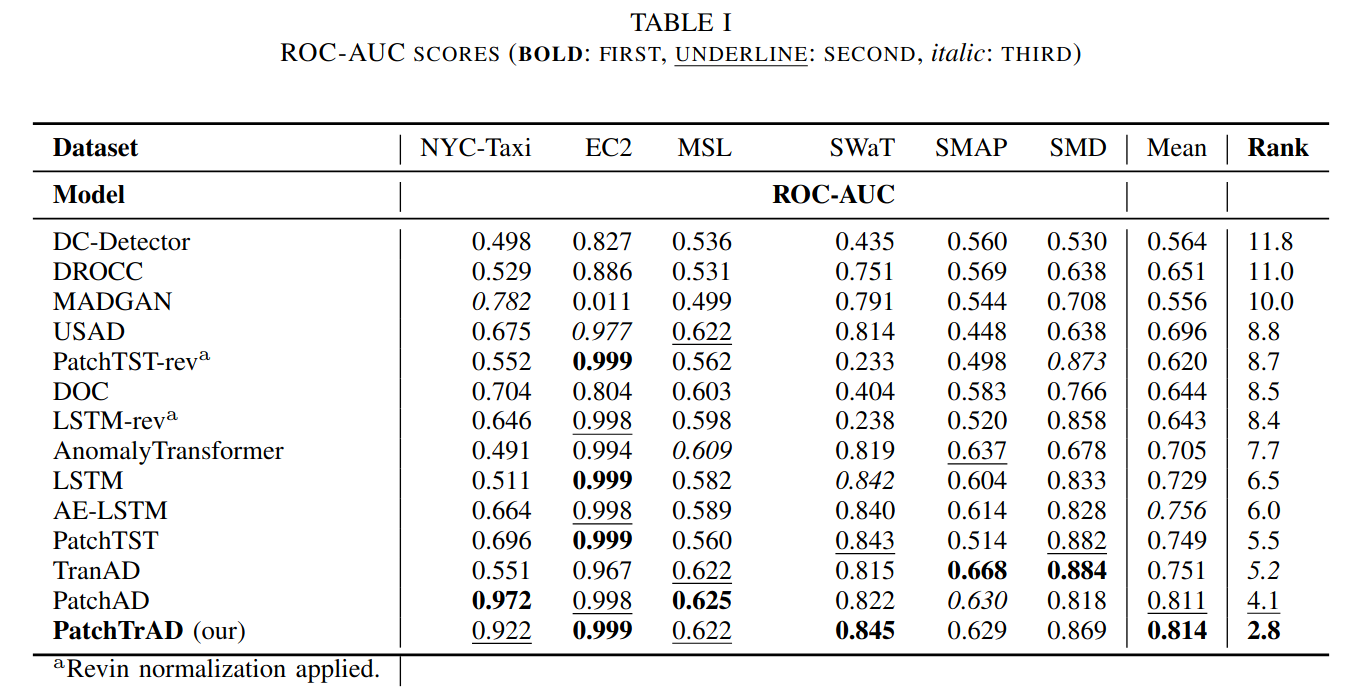 TABLE I
ROC-AUC SCORES (BOLD: FIRST, UNDERLINE: SECOND, italic: THIRD)
Dataset NYC-Taxi EC2 MSL SWaT SMAP SMD Mean Rank
Model ROC-AUC
DC-Detector 0.498 0.827 0.536 0.435 0.560 0.530 0.564 11.8
DROCC 0.529 0.886 0.531 0.751 0.569 0.638 0.651 11.0
MADGAN 0.782 0.011 0.499 0.791 0.544 0.708 0.556 10.0
USAD 0.675 0.977 0.622 0.814 0.448 0.638 0.696 8.8
PatchTST-revᵃ 0.552 0.999 0.562 0.233 0.498 0.873 0.620 8.7
DOC 0.704 0.804 0.603 0.404 0.583 0.766 0.644 8.5
LSTM-revᵃ 0.646 0.998 0.598 0.238 0.520 0.858 0.643 8.4
AnomalyTransformer 0.491 0.994 0.609 0.819 0.637 0.678 0.705 7.7
LSTM 0.511 0.999 0.582 0.842 0.604 0.833 0.729 6.5
AE-LSTM 0.664 0.998 0.589 0.840 0.614 0.828 0.756 6.0
PatchTST 0.696 0.999 0.560 0.843 0.514 0.882 0.749 5.5
TranAD 0.551 0.967 0.622 0.815 0.668 0.884 0.751 5.2
PatchAD 0.972 0.998 0.625 0.822 0.630 0.818 0.811 4.1
PatchTrAD (our) 0.922 0.999 0.622 0.845 0.629 0.869 0.814 2.8
ᵃRevin normalization applied.